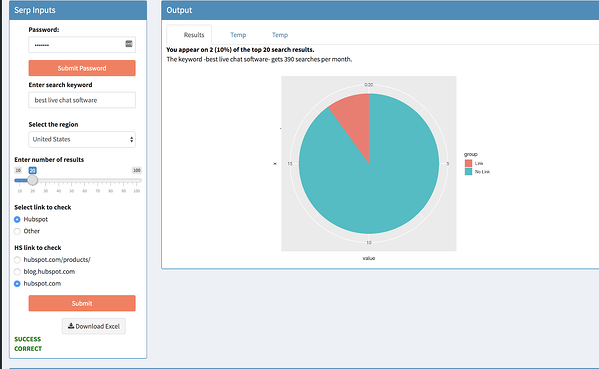 Serp Inputs
Password:
•••••••
Submit Password
Enter search keyword
best live chat software
Select the region
United States
Enter number of results
10 20 100
10 20 30 40 50 60 70 80 90 100
Select link to check
Hubspot
Other
HS link to check
hubspot.com/products/
blog.hubspot.com
hubspot.com
Submit
Download Excel
SUCCESS
CORRECT
Output
Results Temp Temp
You appear on 2 (10%) of the top 20 search results.
The keyword -best live chat software- gets 390 searches per month.
0/20
x
15
5
10
value
group
Link
No Link